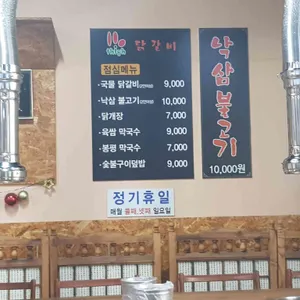 닭갈비
점심메뉴
·국물 닭갈비 9,000
·낙삼 불고기 10,000
·닭개장 7,000
·육쌈 막국수 9,000
·봉평 막국수 7,000
·숯불구이덮밥 9,000
낙삼불고기
10,000원
정기휴일
매월 둘째,넷째 일요일